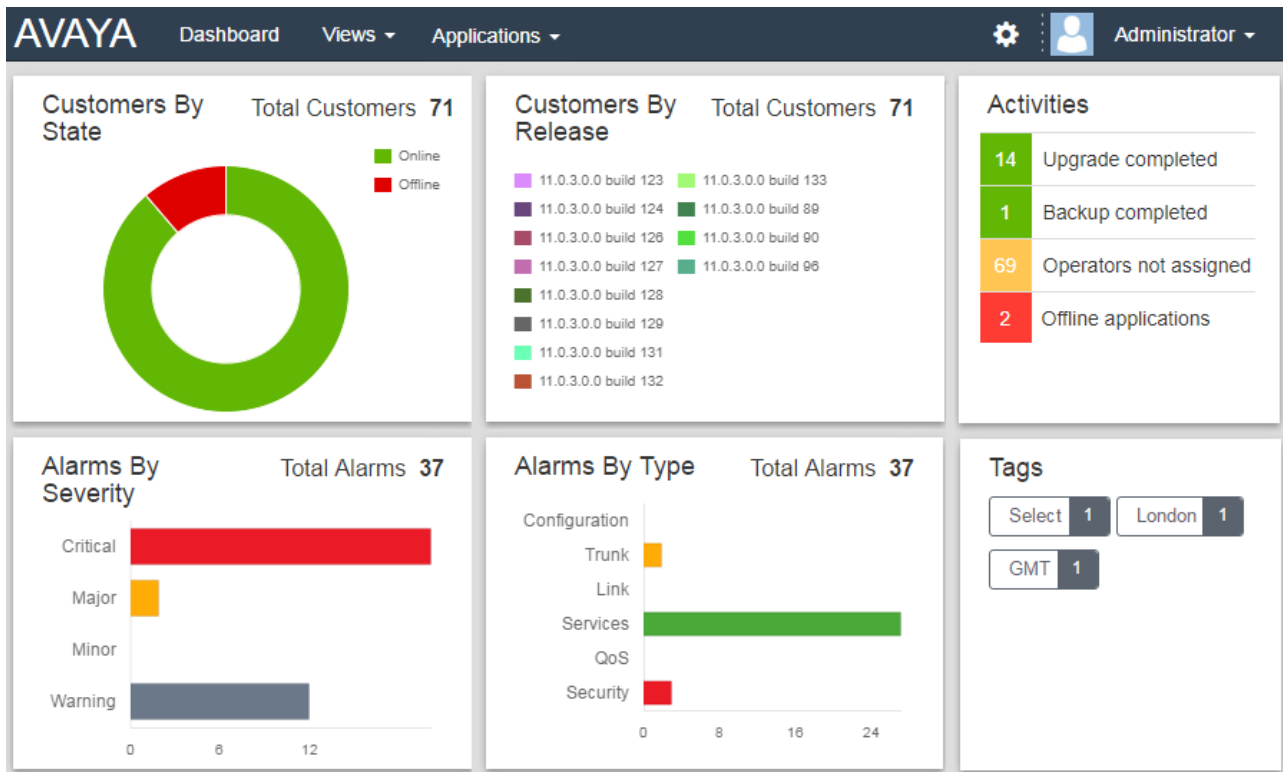 AVAYA
Dashboard
Views
Applications
Administrator
Customers By
State
Total Customers 71
Online
Offline
Customers By
Release
Total Customers 71
11.0.3.0.0 build 123
11.0.3.0.0 build 124
11.0.3.0.0 build 126
11.0.3.0.0 build 127
11.0.3.0.0 build 128
11.0.3.0.0 build 129
11.0.3.0.0 build 131
11.0.3.0.0 build 132
11.0.3.0.0 build 133
11.0.3.0.0 build 89
11.0.3.0.0 build 90
11.0.3.0.0 build 96
Activities
14 Upgrade completed
1 Backup completed
69 Operators not assigned
2 Offline applications
Alarms By
Severity
Total Alarms 37
Critical
Major
Minor
Warning
0 6 12
Alarms By Type
Total Alarms 37
Configuration
Trunk
Link
Services
QoS
Security
0 8 16 24
Tags
Select 1
London 1
GMT 1